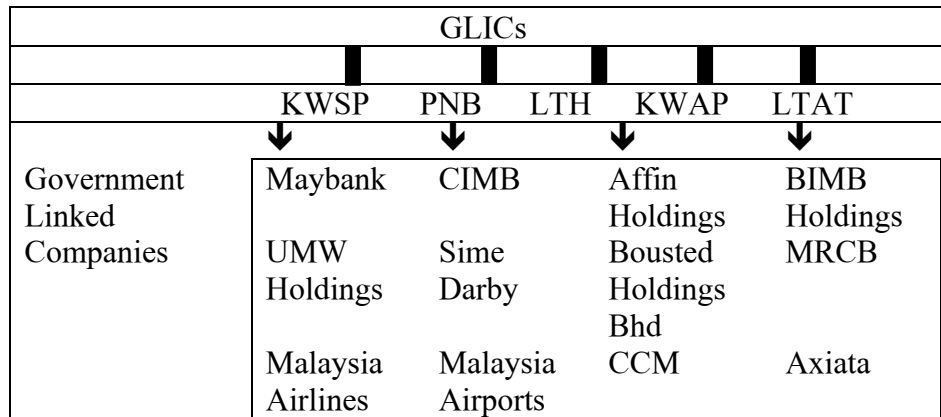 GLICs
KWSP PNB LTH KWAP LTAT
Government Maybank CIMB Affin BIMB
Linked Holdings Holdings
Companies UMW Sime Bousted MRCB
Holdings Darby Holdings
Bhd
Malaysia Malaysia CCM Axiata
Airlines Airports